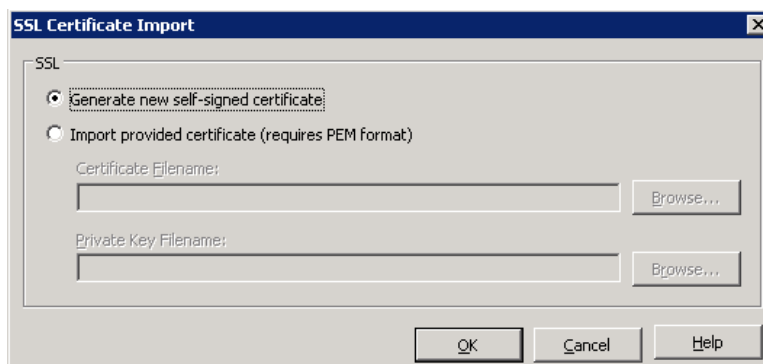 SSL Certificate Import
SSL
Generate new self-signed certificate
Import provided certificate (requires PEM format)
Certificate Filename:
Browse...
Private Key Filename:
Browse...
OK Cancel Help